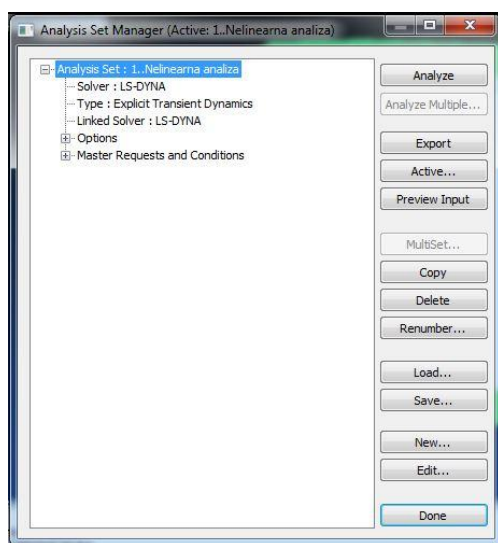 Analysis Set Manager (Active: 1..Nelinearna analiza)
Analysis Set : 1..Nelinearna analiza
Solver : LS-DYNA
Type : Explicit Transient Dynamics
Linked Solver : LS-DYNA
Options
Master Requests and Conditions
Analyze
Analyze Multiple...
Export
Active...
Preview Input
MultiSet...
Copy
Delete
Renumber...
Load...
Save...
New...
Edit...
Done